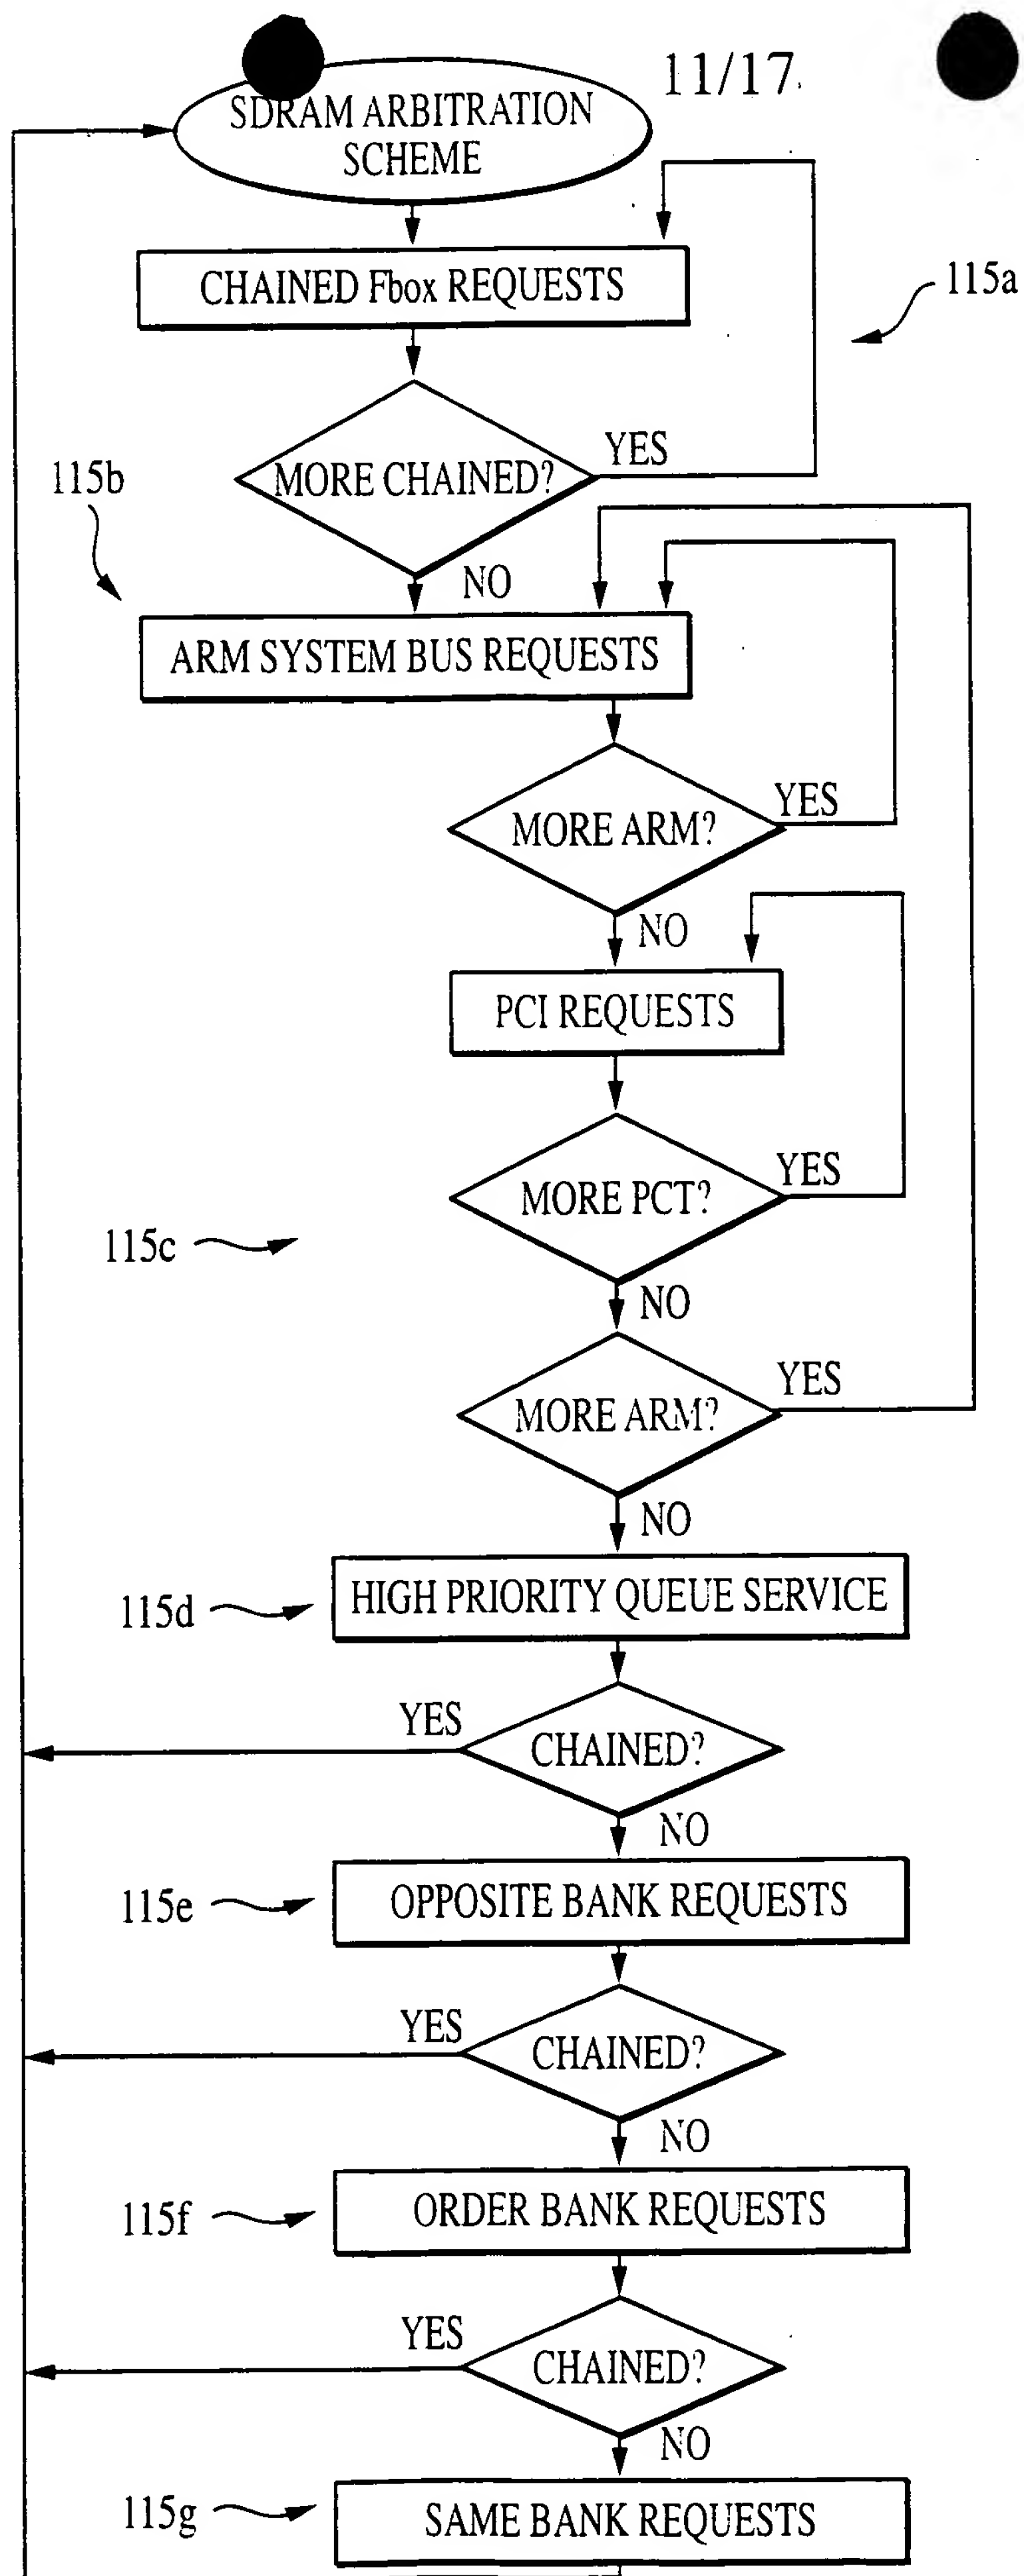 11/17
SDRAM ARBITRATION
SCHEME
CHAINED Fbox REQUESTS
115a
MORE CHAINED?
YES
115b
NO
ARM SYSTEM BUS REQUESTS
MORE ARM?
YES
NO
PCI REQUESTS
MORE PCT?
YES
115c
NO
MORE ARM?
YES
NO
HIGH PRIORITY QUEUE SERVICE
115d
YES
CHAINED?
NO
OPPOSITE BANK REQUESTS
115e
YES
CHAINED?
NO
ORDER BANK REQUESTS
115f
YES
CHAINED?
NO
SAME BANK REQUESTS
115g